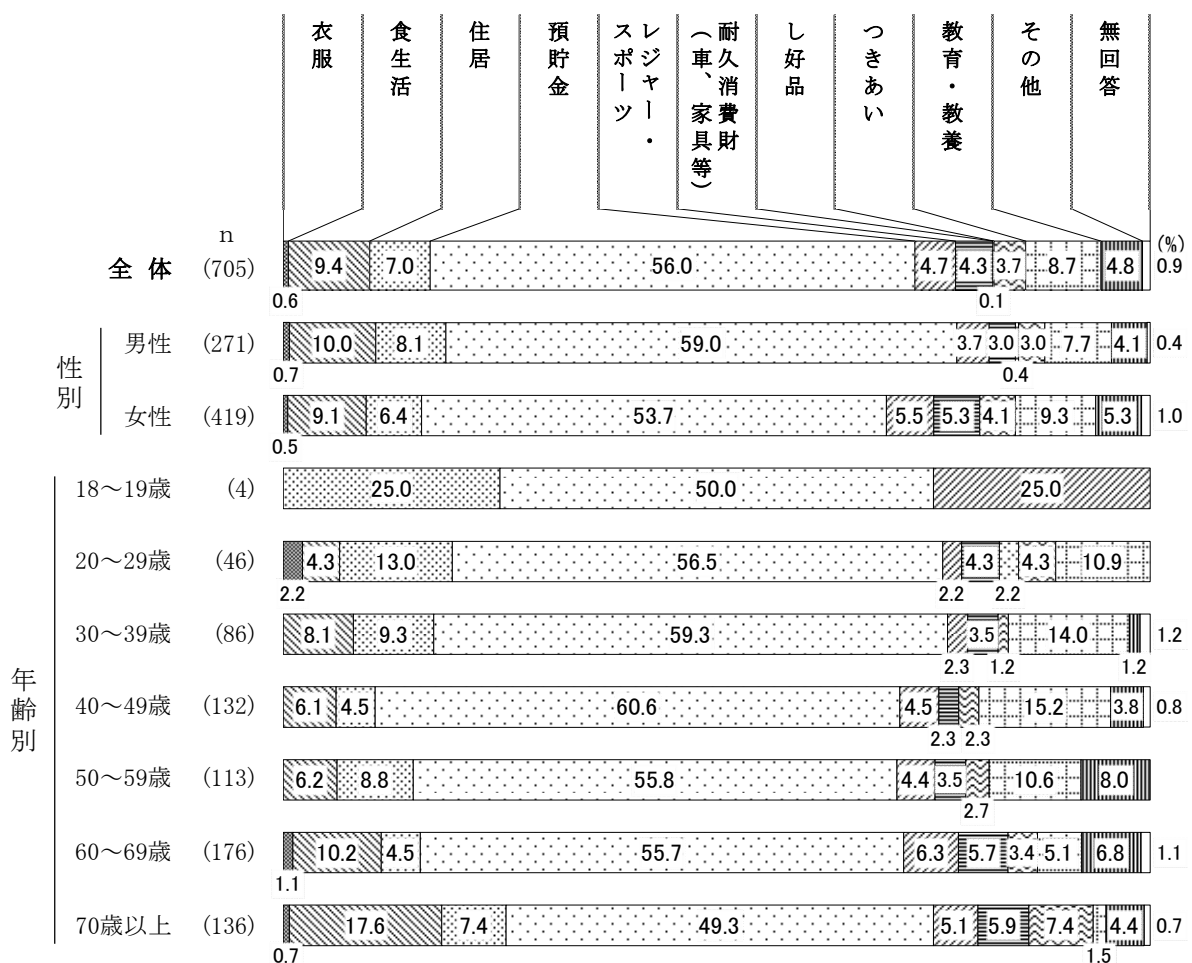 衣服
食生活
住居
預貯金
レジャー・
スポーツ
耐久消費財
(車、家具等)
し好品
つきあい
教育・教養
その他
無回答
n
(%)
全 体 (705) 9.4 7.0 56.0 4.7 4.3 3.7 8.7 4.8 0.9
0.6 0.1
性別
男性 (271) 10.0 8.1 59.0 3.7 3.0 3.0 7.7 4.1 0.4
0.7 0.4
女性 (419) 9.1 6.4 53.7 5.5 5.3 4.1 9.3 5.3 1.0
0.5
年齢別
18~19歳 (4) 25.0 50.0 25.0
20~29歳 (46) 4.3 13.0 56.5 4.3 4.3 10.9
2.2 2.2 2.2
30~39歳 (86) 8.1 9.3 59.3 3.5 14.0 1.2
2.3 1.2 1.2
40~49歳 (132) 6.1 4.5 60.6 4.5 15.2 3.8 0.8
2.3 2.3
50~59歳 (113) 6.2 8.8 55.8 4.4 3.5 10.6 8.0
2.7
60~69歳 (176) 10.2 4.5 55.7 6.3 5.7 3.4 5.1 6.8 1.1
1.1
70歳以上 (136) 17.6 7.4 49.3 5.1 5.9 7.4 4.4 0.7
0.7 1.5